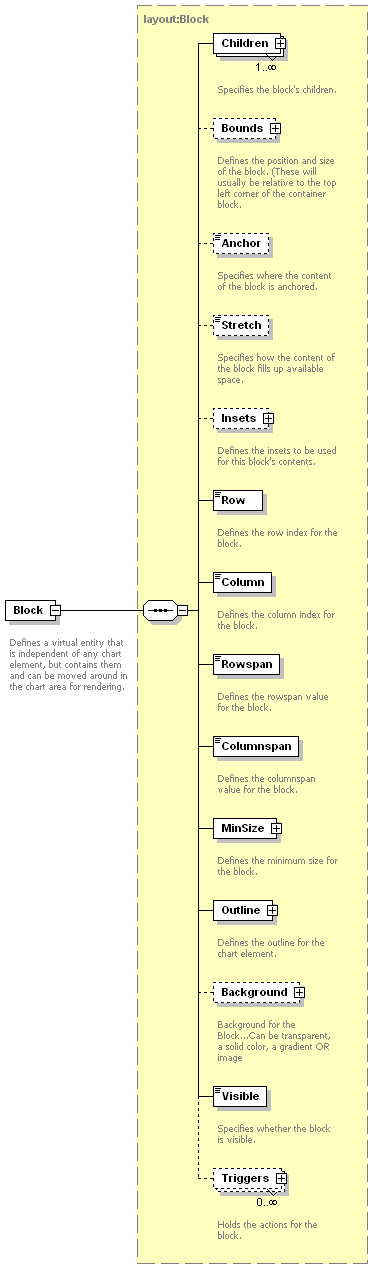 layout:Block
Children
1..∞
Specifies the block's children.
Bounds
Defines the position and size
of the block. (These will
usually be relative to the top
left corner of the container
block.
Anchor
Specifies where the content
of the block is anchored.
Stretch
Specifies how the content of
the block fills up available
space.
Insets
Defines the insets to be used
for this block's contents.
Row
Defines the row index for the
block.
Column
Defines the column index for
the block.
Block
Defines a virtual entity that
is independent of any chart
element, but contains them
and can be moved around in
the chart area for rendering.
Rowspan
Defines the rowspan value
for the block.
Columnspan
Defines the columnspan
value for the block.
MinSize
Defines the minimum size for
the block.
Outline
Defines the outline for the
chart element.
Background
Background for the
Block...Can be transparent,
a solid color, a gradient OR
image
Visible
Specifies whether the block
is visible.
Triggers
0..∞
Holds the actions for the
block.